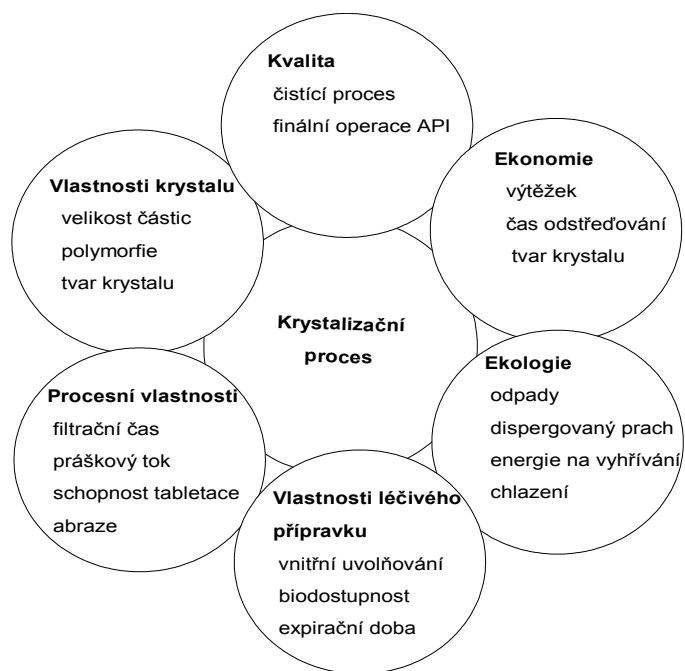 Kvalita
čistící proces
finální operace API
Ekonomie
výtěžek
čas odstřeďování
tvar krystalu
Vlastnosti krystalu
velikost částic
polymorfie
tvar krystalu
Krystalizační
proces
Ekologie
odpady
dispergovaný prach
energie na vyhřívání
chlazení
Procesní vlastnosti
filtrační čas
práškový tok
schopnost tabletace
abraze
Vlastnosti léčivého
přípravku
vnitřní uvolňování
biodostupnost
expirační doba